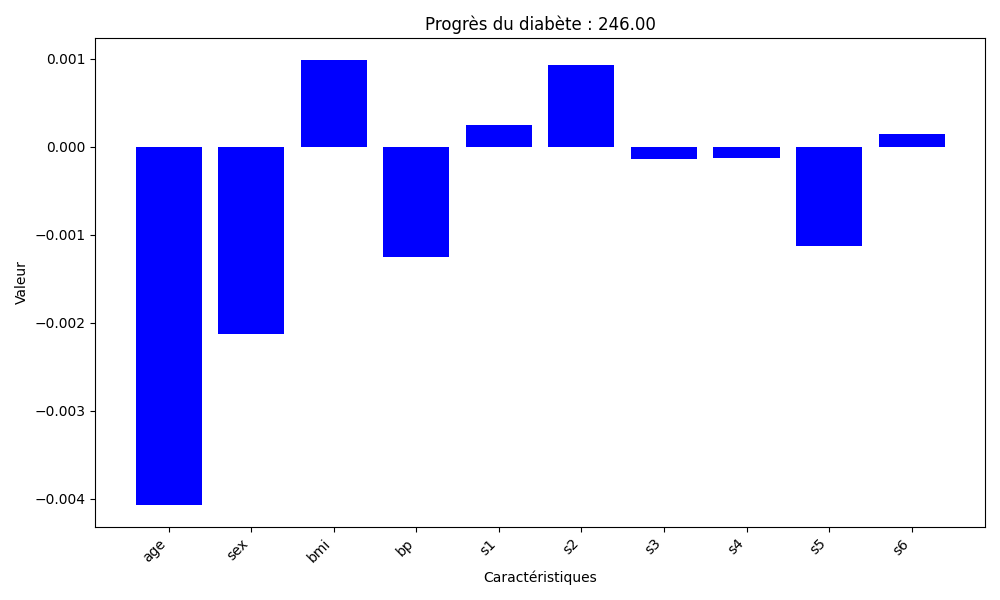 Progrès du diabète : 246.00
0.001
0.000
−0.001
−0.002
−0.003
−0.004
Valeur
age
sex
bmi
bp
s1
s2
s3
s4
s5
s6
Caractéristiques